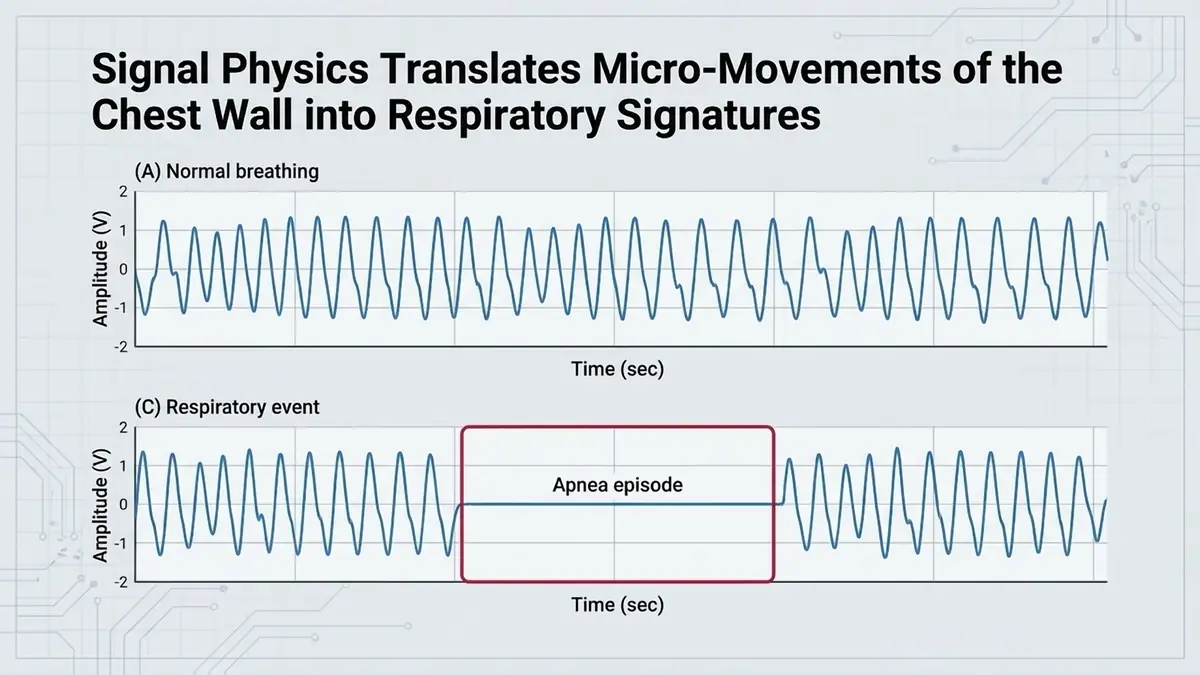 Signal Physics Translates Micro-Movements of the
Chest Wall into Respiratory Signatures
(A) Normal breathing
Amplitude (V)
2
1
0
-1
-2
Time (sec)
(C) Respiratory event
Amplitude (V)
2
1
0
-1
-2
Apnea episode
Time (sec)